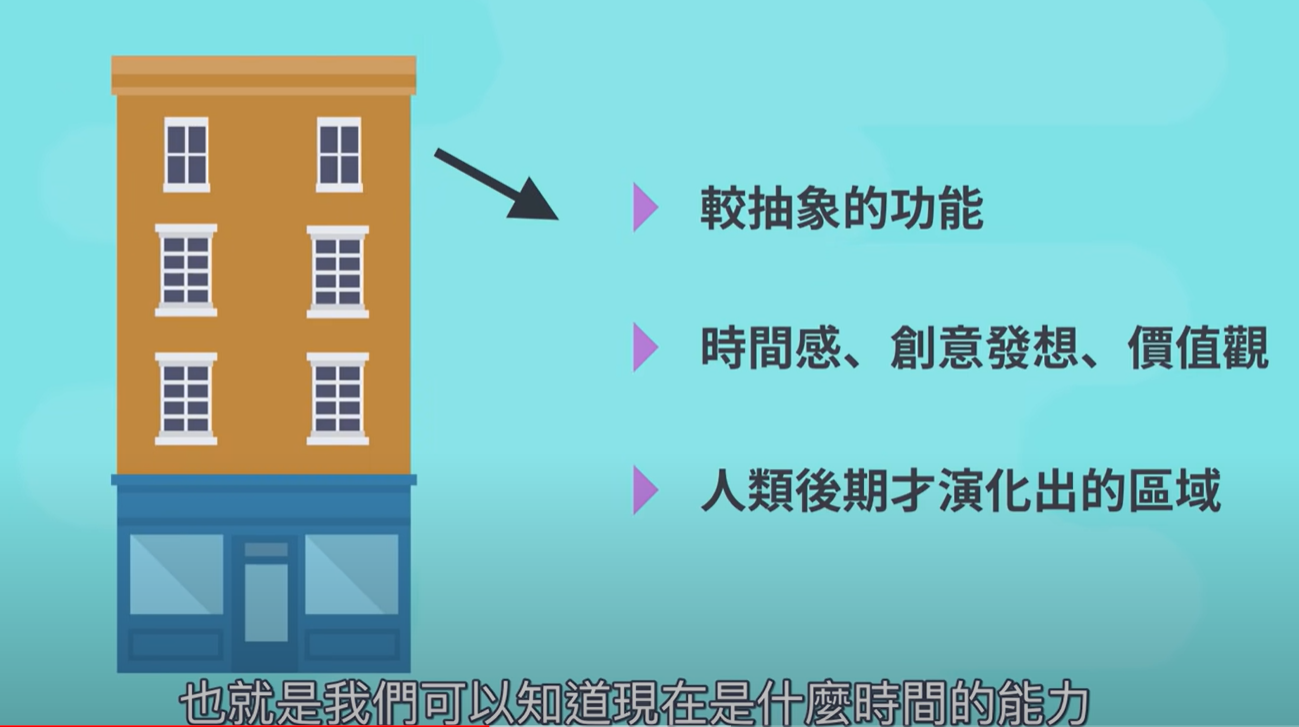 較抽象的功能
時間感、創意發想、價值觀
人類後期才演化出的區域
也就是我們可以知道現在是什麼時間的能力